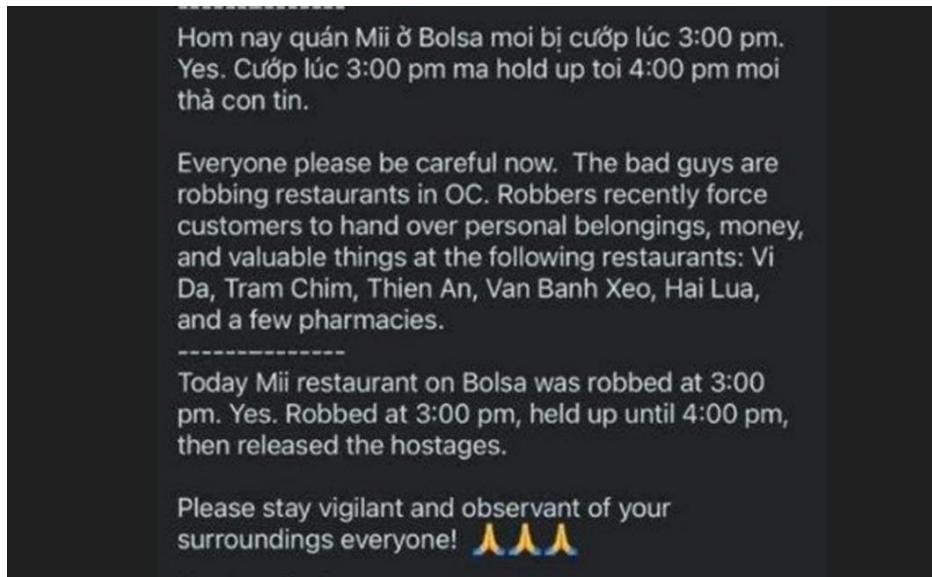 ---------------
Hom nay quán Mii ở Bolsa moi bị cướp lúc 3:00 pm.
Yes. Cướp lúc 3:00 pm ma hold up toi 4:00 pm moi
thả con tin.
Everyone please be careful now.  The bad guys are
robbing restaurants in OC. Robbers recently force
customers to hand over personal belongings, money,
and valuable things at the following restaurants: Vi
Da, Tram Chim, Thien An, Van Banh Xeo, Hai Lua,
and a few pharmacies.
---------------
Today Mii restaurant on Bolsa was robbed at 3:00
pm. Yes. Robbed at 3:00 pm, held up until 4:00 pm,
then released the hostages.
Please stay vigilant and observant of your
surroundings everyone! 🙏🙏🙏